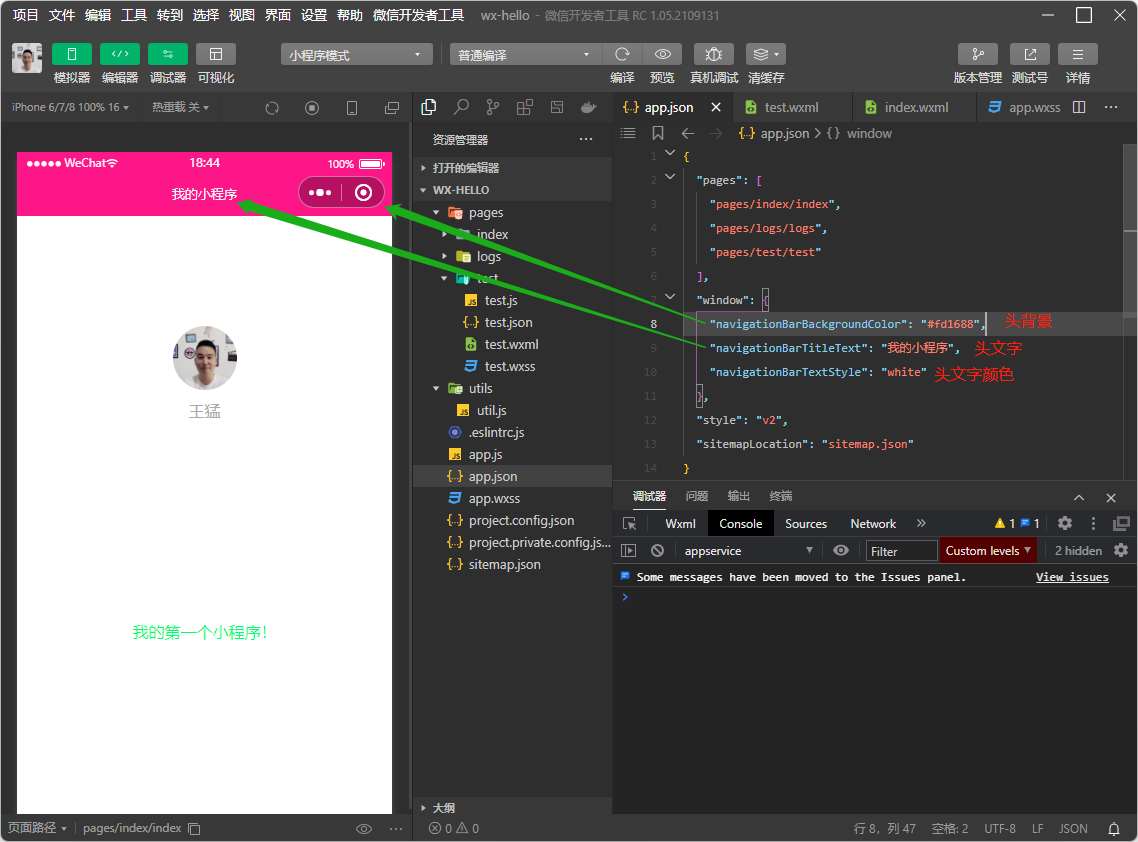 项目 文件 编辑 工具 转到 选择 视图 界面 设置 帮助 微信开发者工具 wx-hello - 微信开发者工具 RC 1.05.2109131
模拟器 编辑器 调试器 可视化 小程序模式 普通编译 编译 预览 真机调试 清缓存 版本管理 测试号 详情
iPhone 6/7/8 100% 16 热重载 关
WeChat 18:44 100%
我的小程序
王猛
我的第一个小程序！
页面路径 pages/index/index
资源管理器
打开的编辑器
WX-HELLO
pages
index
logs
test
test.js
test.json
test.wxml
test.wxss
utils
util.js
.eslintrc.js
app.js
app.json
app.wxss
project.config.json
project.private.config.js...
sitemap.json
大纲
0 0
app.json test.wxml index.wxml app.wxss
app.json > {} window
1 {
2 "pages": [
3 "pages/index/index",
4 "pages/logs/logs",
5 "pages/test/test"
6 ],
7 "window": {
8 "navigationBarBackgroundColor": "#fd1688", 头背景
9 "navigationBarTitleText": "我的小程序", 头文字
10 "navigationBarTextStyle": "white" 头文字颜色
11 },
12 "style": "v2",
13 "sitemapLocation": "sitemap.json"
14 }
调试器 问题 输出 终端
Wxml Console Sources Network » 1 1
appservice Filter Custom levels 2 hidden
Some messages have been moved to the Issues panel. View issues
行 8，列 47 空格: 2 UTF-8 LF JSON